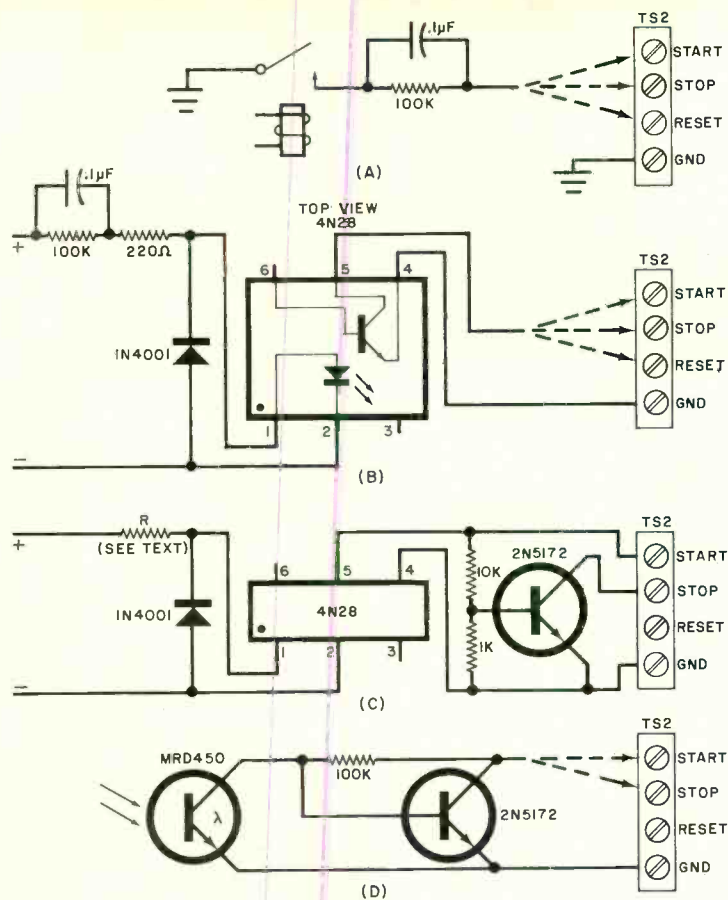 TS2
.1µF
START
STOP
100K
RESET
GND
(A)
.1µF
TOP VIEW
4N28
100K
220Ω
+
6 5 4
TS2
START
STOP
1N4001
RESET
GND
1 2 3
−
(B)
R
(SEE TEXT)
+
TS2
2N5172
START
6 5 4
10K
STOP
1N4001
4N28
RESET
1K
1 2 3
GND
−
(C)
MRD450
TS2
START
100K
STOP
λ
2N5172
RESET
GND
(D)